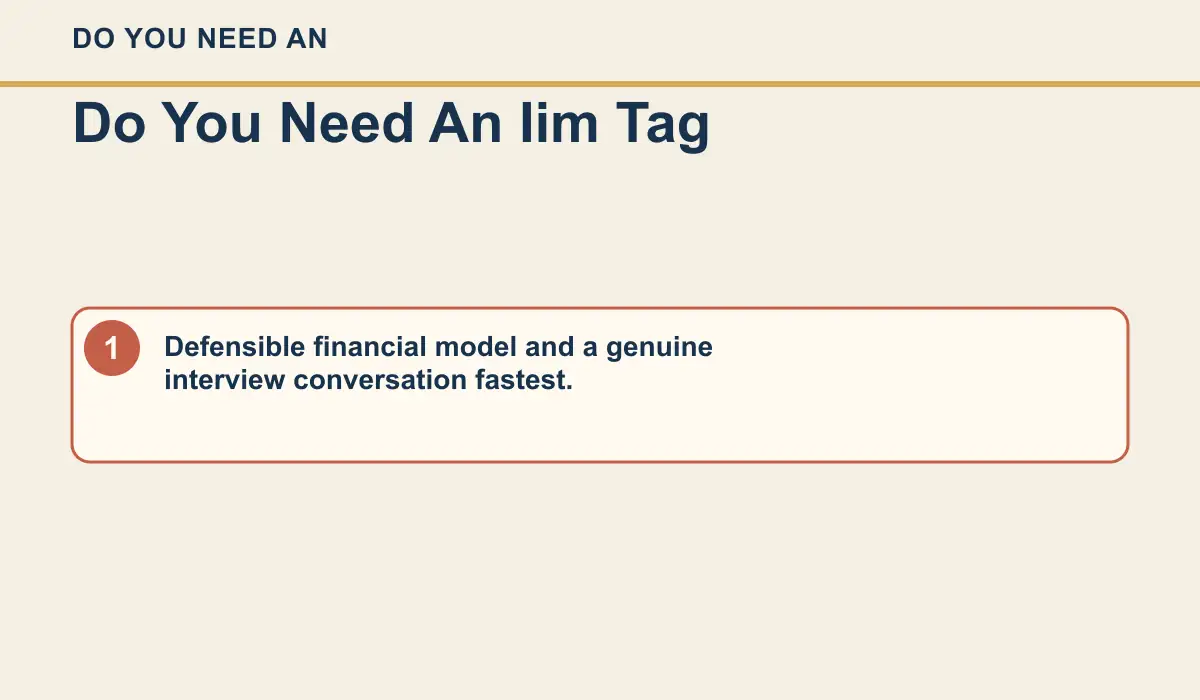 DO YOU NEED AN
Do You Need An Iim Tag
1
Defensible financial model and a genuine
interview conversation fastest.